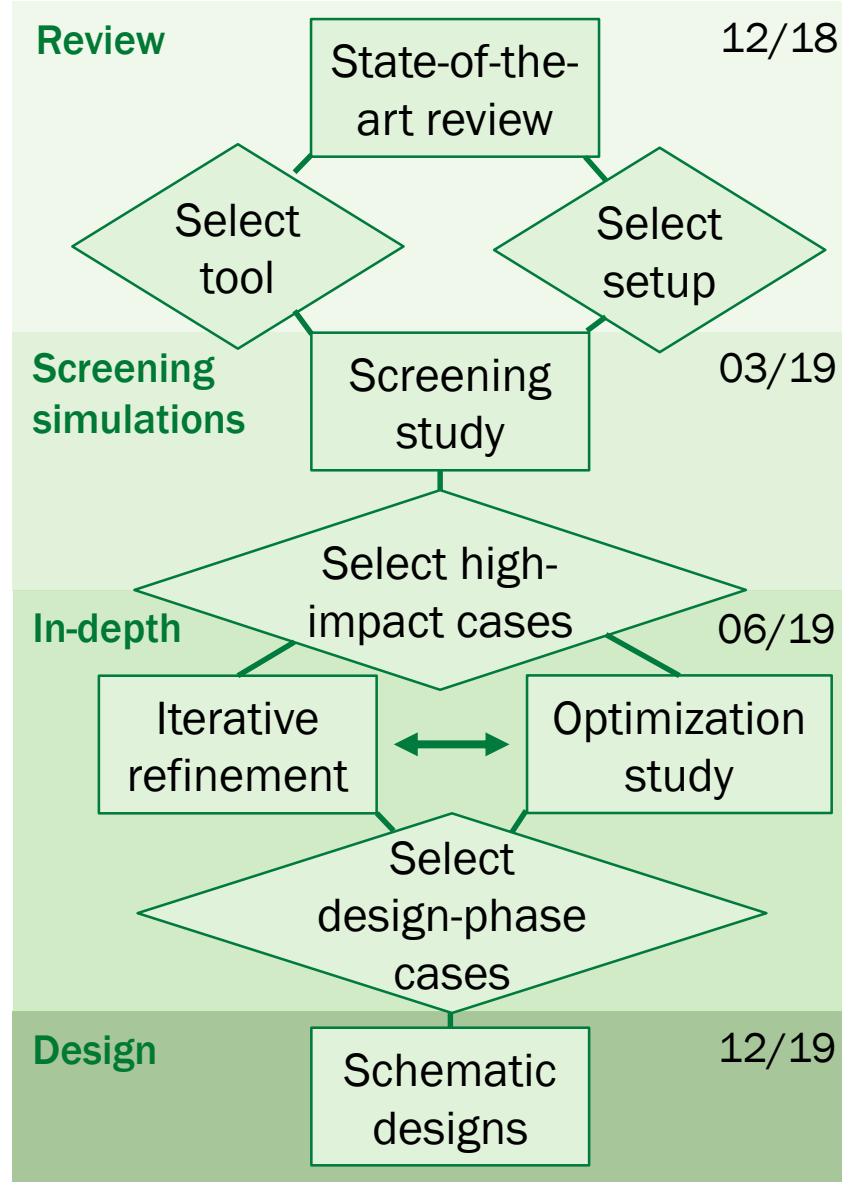 Review
12/18
State-of-the-
art review
Select
tool
Select
setup
Screening
simulations
03/19
Screening
study
Select high-
impact cases
In-depth
06/19
Iterative
refinement
Optimization
study
Select
design-phase
cases
Design
12/19
Schematic
designs